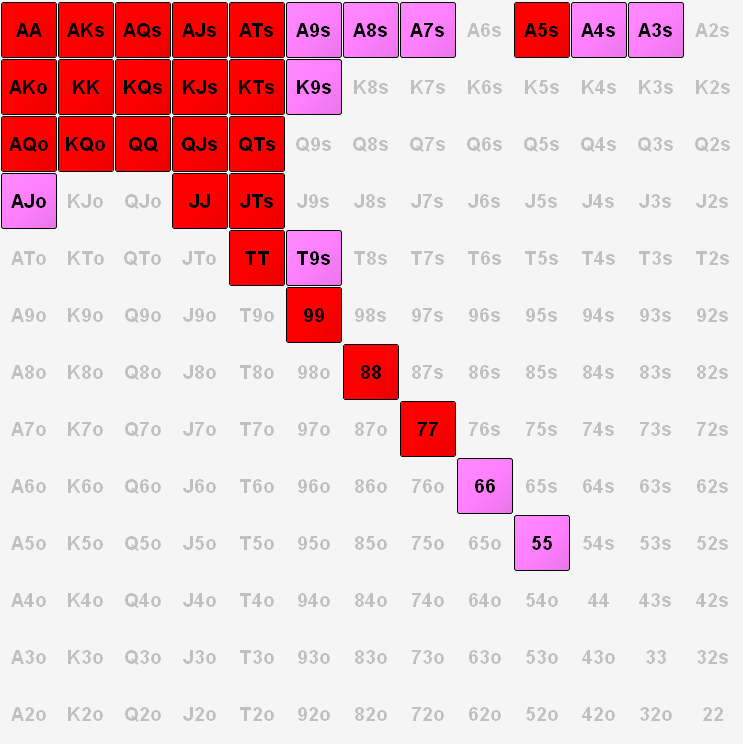 AA AKs AQs AJs ATs A9s A8s A7s A6s A5s A4s A3s A2s
AKo KK KQs KJs KTs K9s K8s K7s K6s K5s K4s K3s K2s
AQo KQo QQ QJs QTs Q9s Q8s Q7s Q6s Q5s Q4s Q3s Q2s
AJo KJo QJo JJ JTs J9s J8s J7s J6s J5s J4s J3s J2s
ATo KTo QTo JTo TT T9s T8s T7s T6s T5s T4s T3s T2s
A9o K9o Q9o J9o T9o 99 98s 97s 96s 95s 94s 93s 92s
A8o K8o Q8o J8o T8o 98o 88 87s 86s 85s 84s 83s 82s
A7o K7o Q7o J7o T7o 97o 87o 77 76s 75s 74s 73s 72s
A6o K6o Q6o J6o T6o 96o 86o 76o 66 65s 64s 63s 62s
A5o K5o Q5o J5o T5o 95o 85o 75o 65o 55 54s 53s 52s
A4o K4o Q4o J4o T4o 94o 84o 74o 64o 54o 44 43s 42s
A3o K3o Q3o J3o T3o 93o 83o 73o 63o 53o 43o 33 32s
A2o K2o Q2o J2o T2o 92o 82o 72o 62o 52o 42o 32o 22